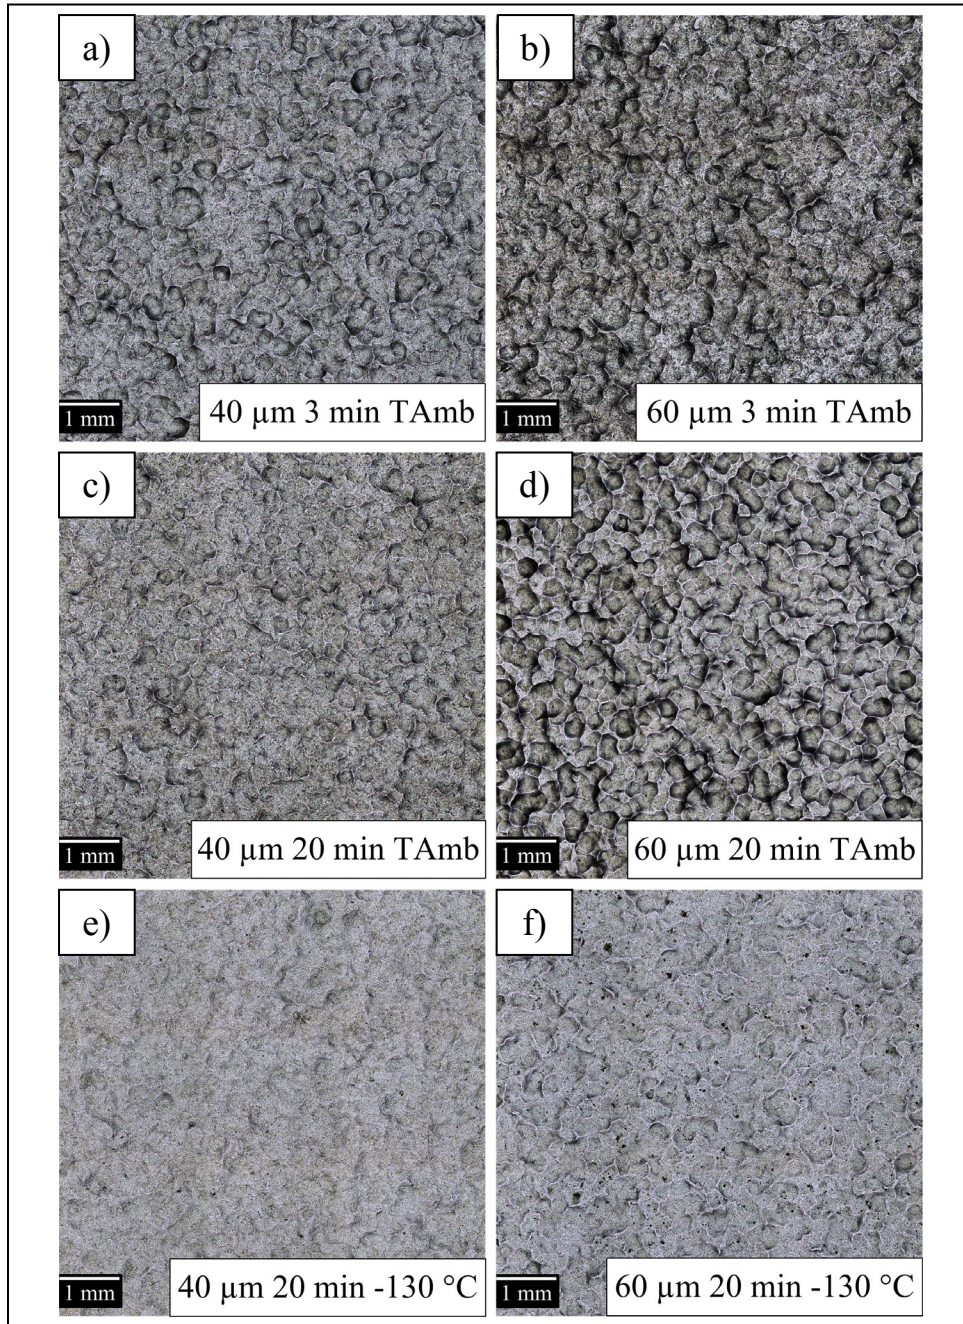 a)
b)
1 mm
40 µm 3 min TAmb
1 mm
60 µm 3 min TAmb
c)
d)
1 mm
40 µm 20 min TAmb
1 mm
60 µm 20 min TAmb
e)
f)
1 mm
40 µm 20 min -130 °C
1 mm
60 µm 20 min -130 °C